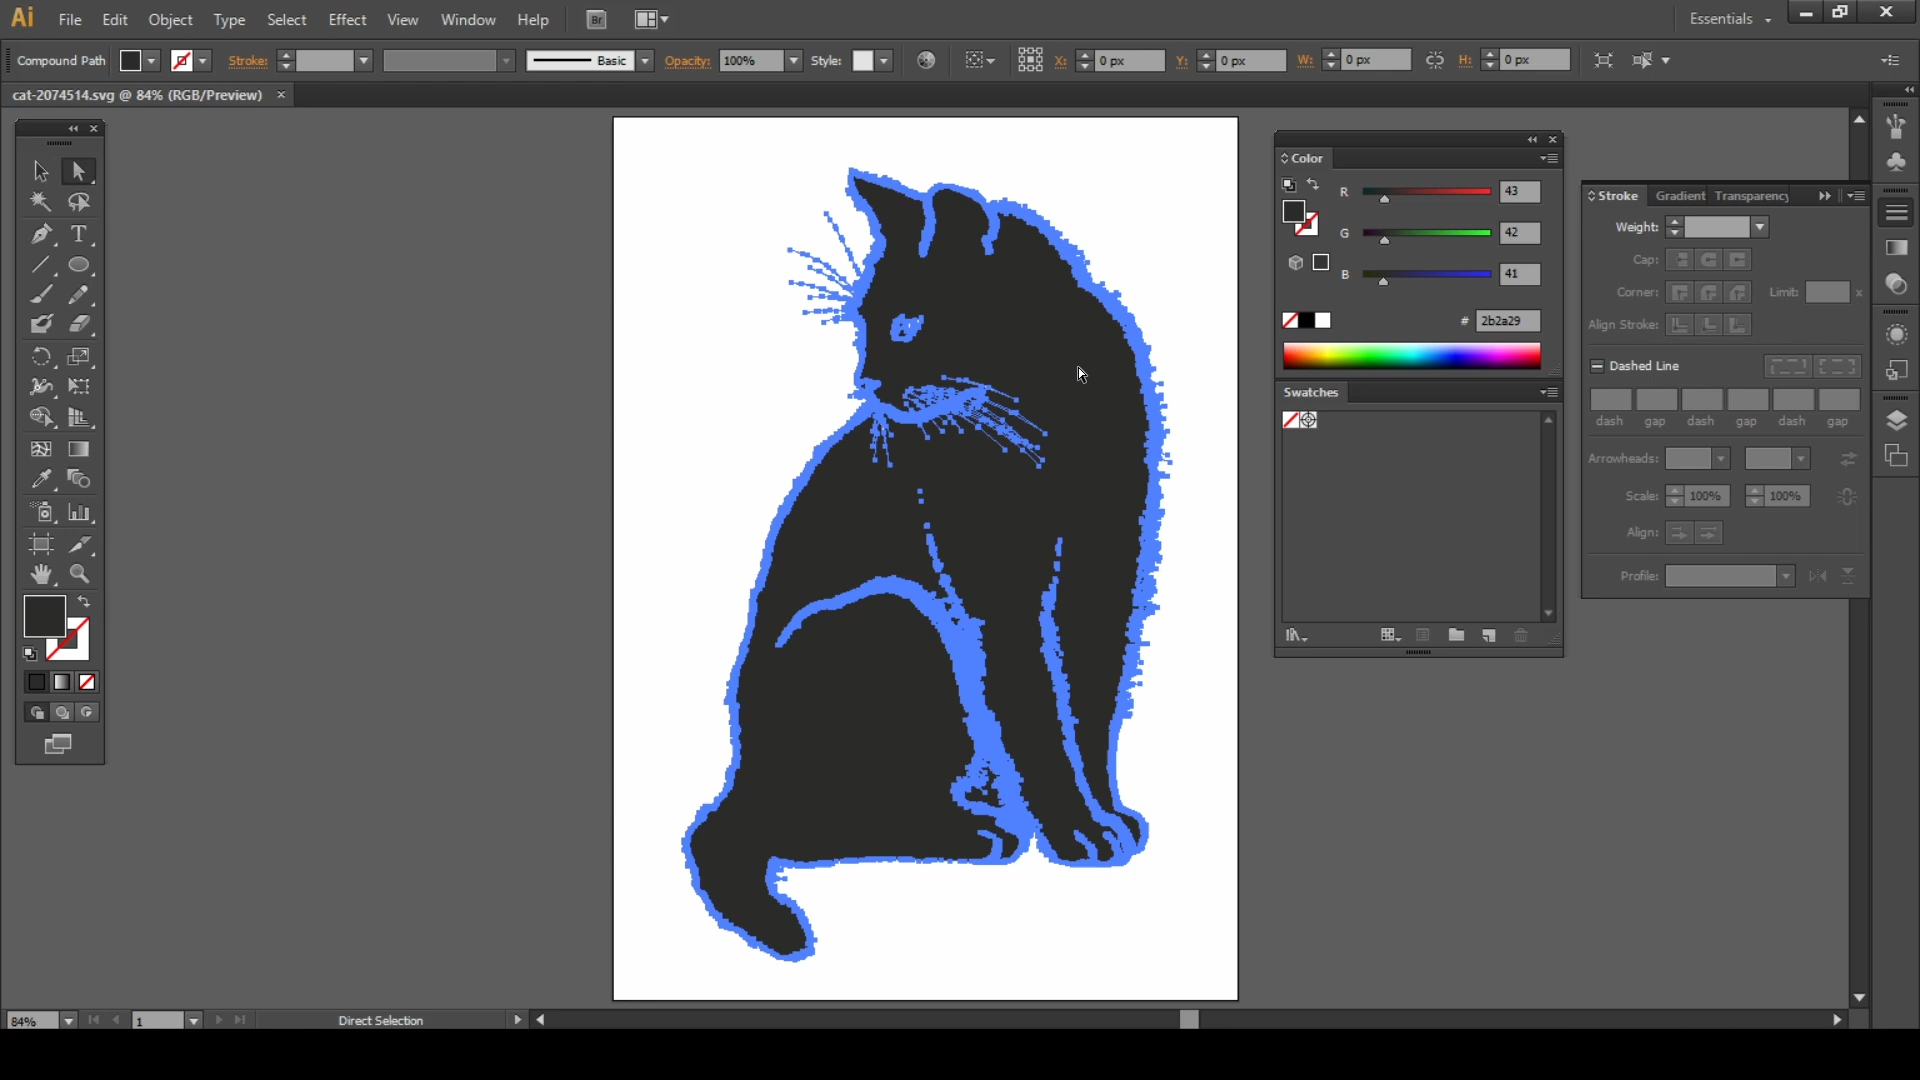 Ai File Edit Object Type Select Effect View Window Help Br Essentials
Compound Path Stroke: Basic Opacity: 100% Style: X: 0 px Y: 0 px W: 0 px H: 0 px
cat-2074514.svg @ 84% (RGB/Preview) ×
Color
R 43
G 42
B 41
# 2b2a29
Swatches
Stroke Gradient Transparency
Weight:
Cap:
Corner: Limit: x
Align Stroke:
Dashed Line
dash gap dash gap dash gap
Arrowheads:
Scale: 100% 100%
Align:
Profile:
84% 1 Direct Selection